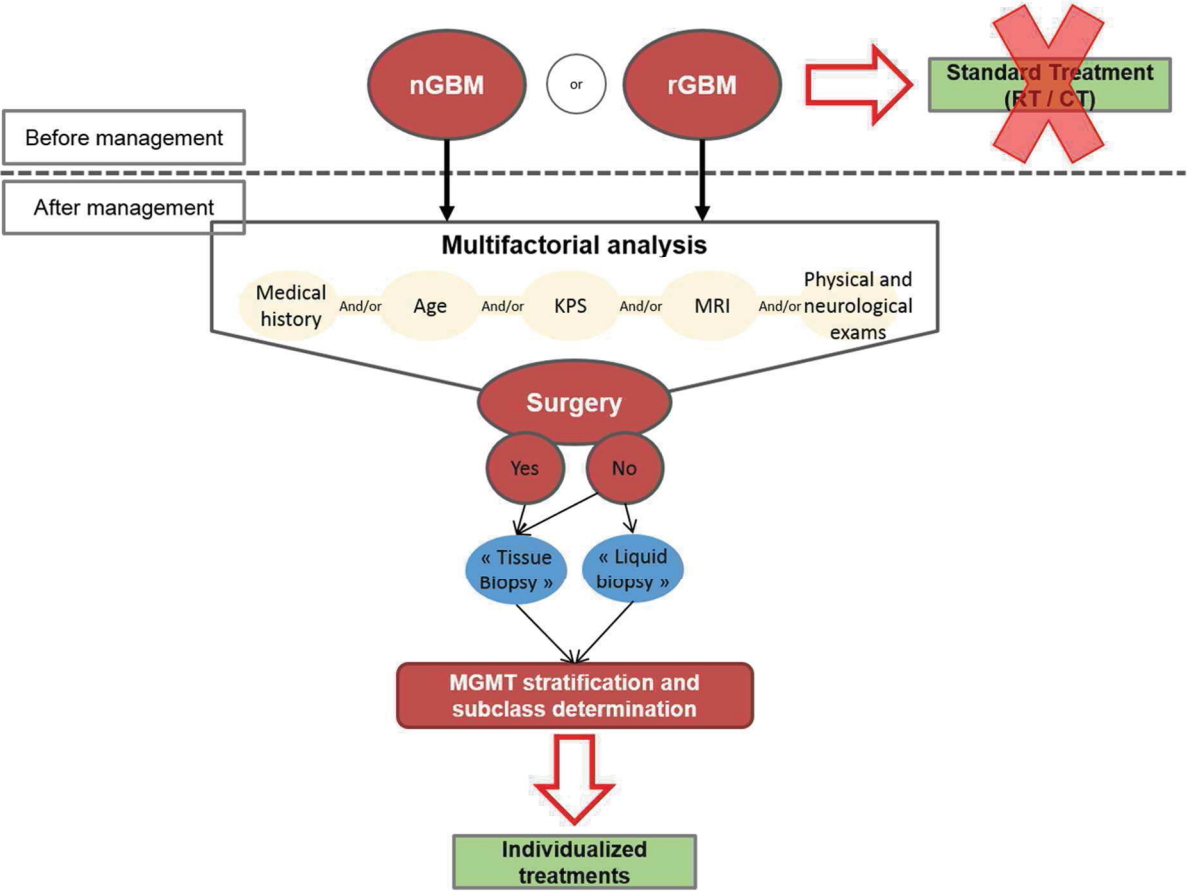 nGBM
or
rGBM
Standard Treatment
(RT / CT)
Before management
After management
Multifactorial analysis
Medical
history
And/or
Age
And/or
KPS
And/or
MRI
And/or
Physical and
neurological
exams
Surgery
Yes
No
« Tissue
Biopsy »
« Liquid
biopsy »
MGMT stratification and
subclass determination
Individualized
treatments